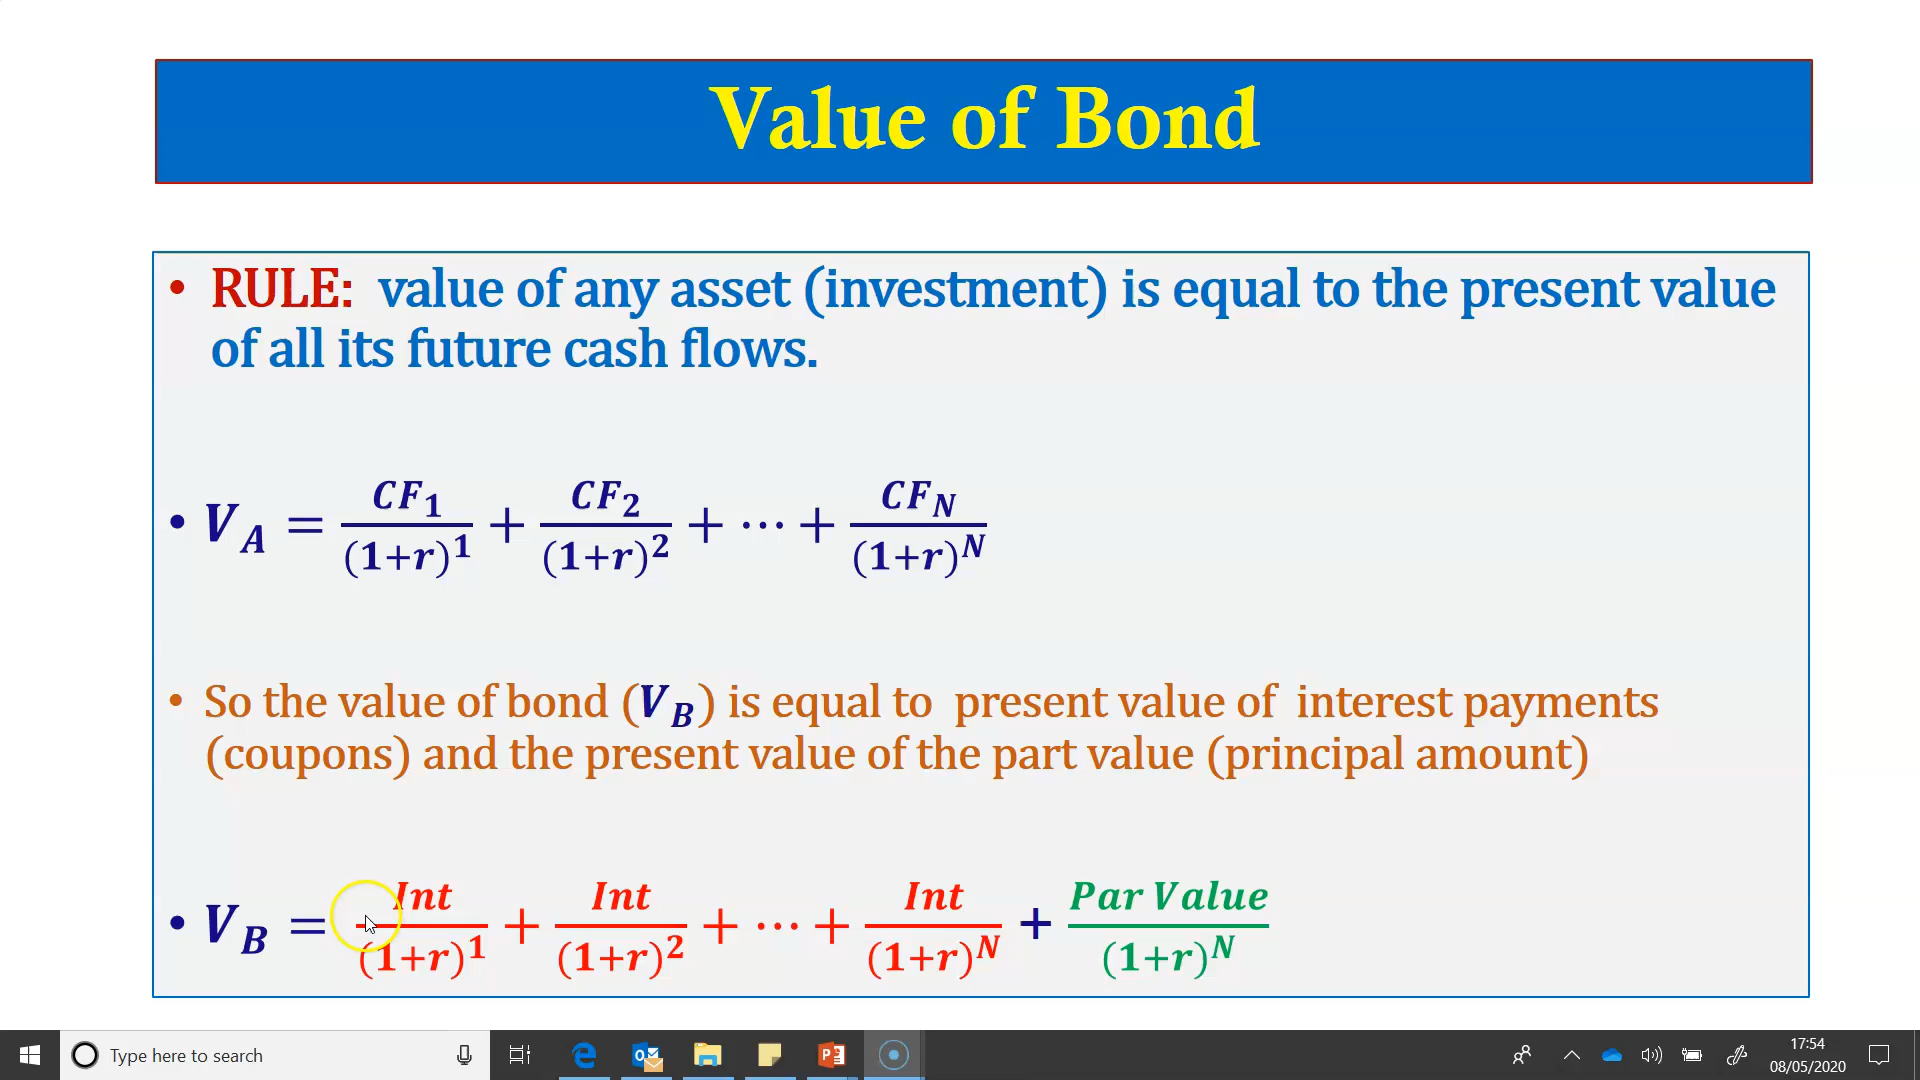 Value of Bond
• RULE: value of any asset (investment) is equal to the present value
of all its future cash flows.
• V_A = CF_1/(1+r)^1 + CF_2/(1+r)^2 + ⋯ + CF_N/(1+r)^N
• So the value of bond (V_B) is equal to present value of interest payments
(coupons) and the present value of the part value (principal amount)
• V_B = Int/(1+r)^1 + Int/(1+r)^2 + ⋯ + Int/(1+r)^N + Par Value/(1+r)^N
Type here to search
17:54
08/05/2020